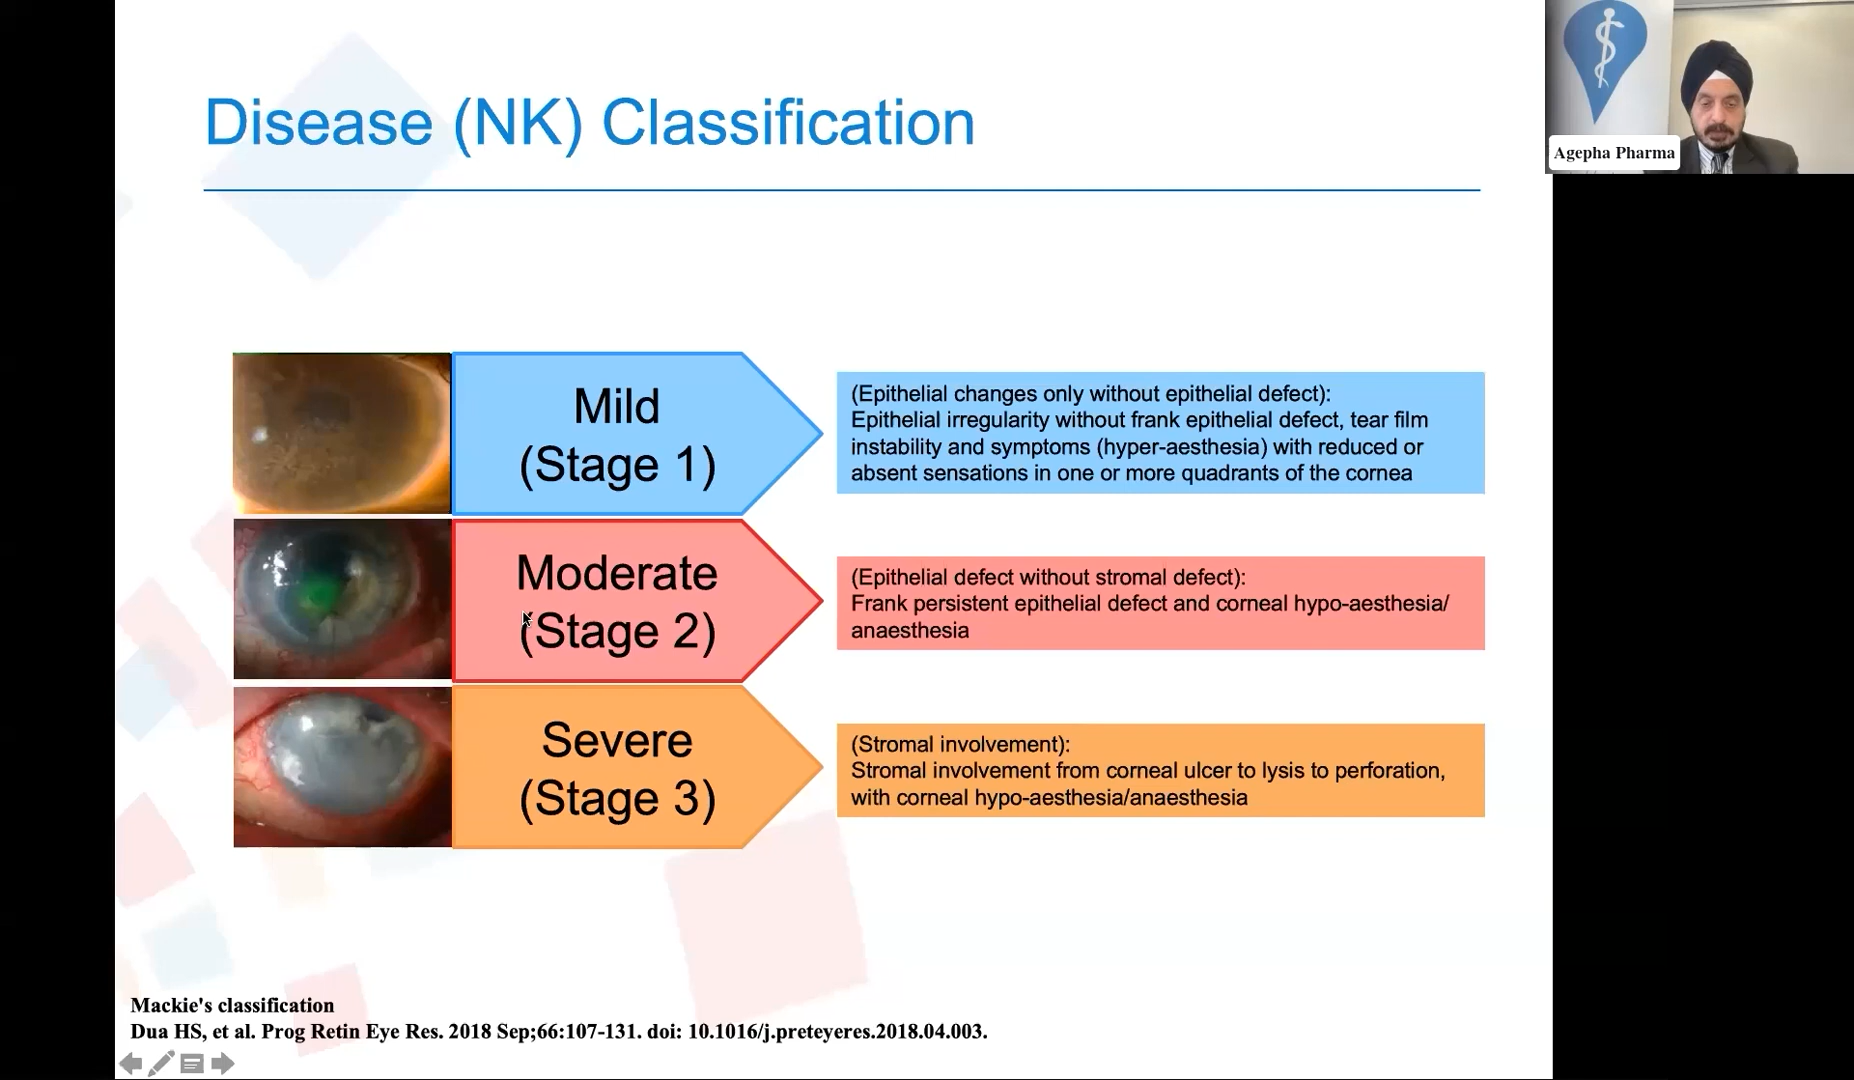 Disease (NK) Classification
Agepha Pharma
Mild
(Stage 1)
(Epithelial changes only without epithelial defect):
Epithelial irregularity without frank epithelial defect, tear film
instability and symptoms (hyper-aesthesia) with reduced or
absent sensations in one or more quadrants of the cornea
Moderate
(Stage 2)
(Epithelial defect without stromal defect):
Frank persistent epithelial defect and corneal hypo-aesthesia/
anaesthesia
Severe
(Stage 3)
(Stromal involvement):
Stromal involvement from corneal ulcer to lysis to perforation,
with corneal hypo-aesthesia/anaesthesia
Mackie's classification
Dua HS, et al. Prog Retin Eye Res. 2018 Sep;66:107-131. doi: 10.1016/j.preteyeres.2018.04.003.